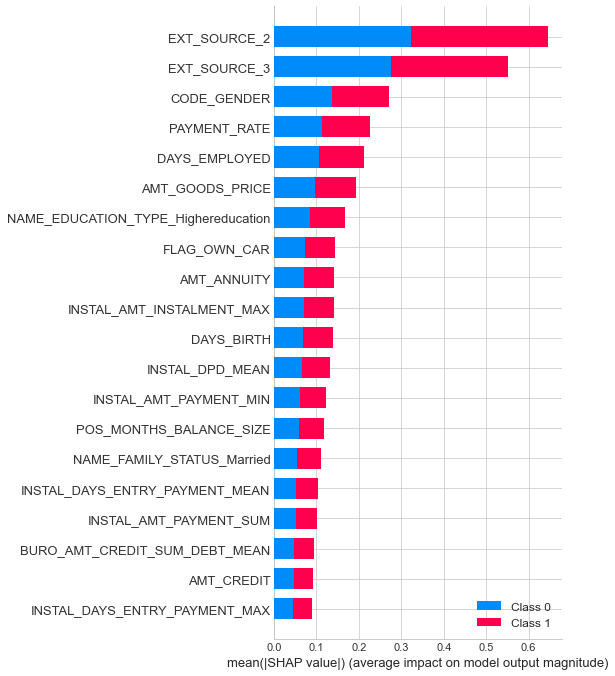 EXT_SOURCE_2
EXT_SOURCE_3
CODE_GENDER
PAYMENT_RATE
DAYS_EMPLOYED
AMT_GOODS_PRICE
NAME_EDUCATION_TYPE_Highereducation
FLAG_OWN_CAR
AMT_ANNUITY
INSTAL_AMT_INSTALMENT_MAX
DAYS_BIRTH
INSTAL_DPD_MEAN
INSTAL_AMT_PAYMENT_MIN
POS_MONTHS_BALANCE_SIZE
NAME_FAMILY_STATUS_Married
INSTAL_DAYS_ENTRY_PAYMENT_MEAN
INSTAL_AMT_PAYMENT_SUM
BURO_AMT_CREDIT_SUM_DEBT_MEAN
AMT_CREDIT
INSTAL_DAYS_ENTRY_PAYMENT_MAX
Class 0
Class 1
0.0 0.1 0.2 0.3 0.4 0.5 0.6
mean(|SHAP value|) (average impact on model output magnitude)